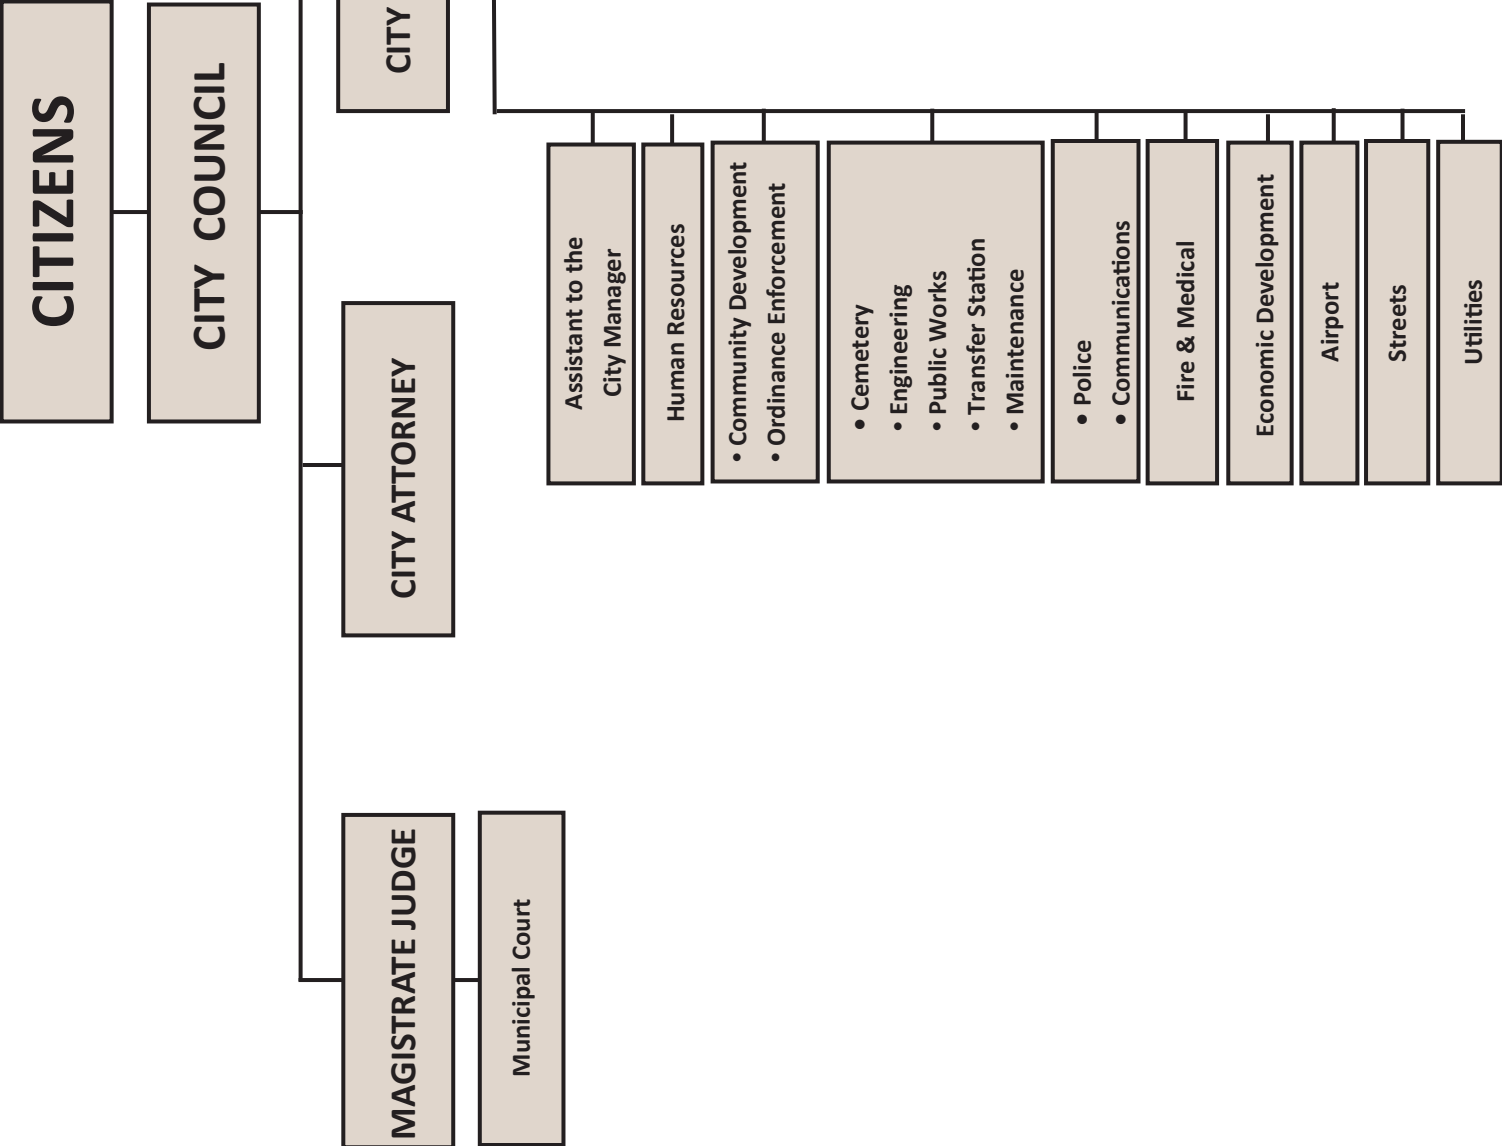 CITIZENS
CITY COUNCIL
CITY
CITY ATTORNEY
MAGISTRATE JUDGE
Municipal Court
Assistant to the
City Manager
Human Resources
• Community Development
• Ordinance Enforcement
• Cemetery
• Engineering
• Public Works
• Transfer Station
• Maintenance
• Police
• Communications
Fire & Medical
Economic Development
Airport
Streets
Utilities